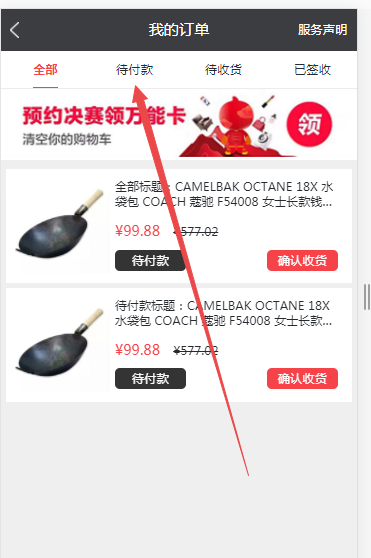 我的订单
服务声明
全部
待付款
待收货
已签收
预约决赛领万能卡
清空你的购物车
领
全部标题：CAMELBAK OCTANE 18X 水
袋包 COACH 蔻驰 F54008 女士长款钱...
¥99.88 ¥577.02
待付款
确认收货
待付款标题：CAMELBAK OCTANE 18X
水袋包 COACH 蔻驰 F54008 女士长款...
¥99.88 ¥577.02
待付款
确认收货